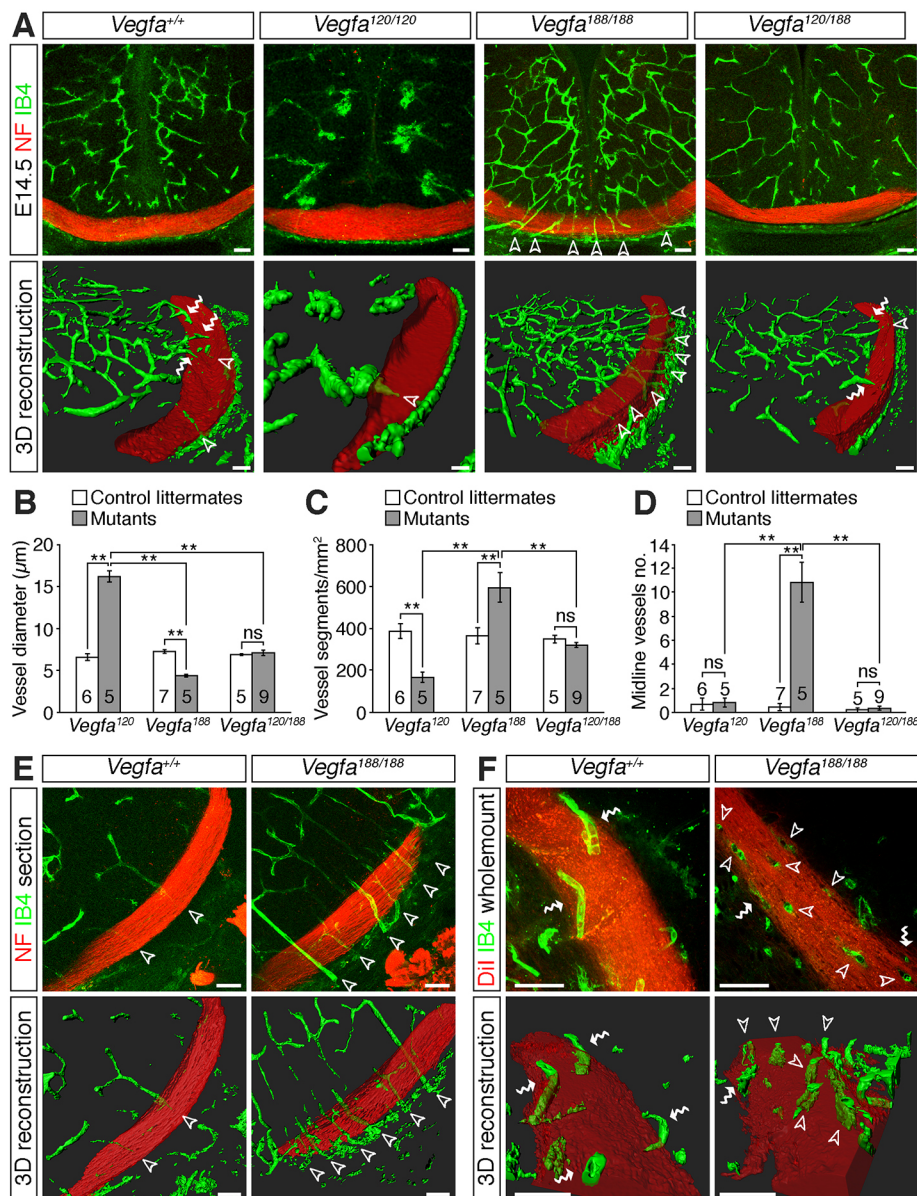 A
Vegfa+/+
Vegfa120/120
Vegfa188/188
Vegfa120/188
E14.5 NF IB4
3D reconstruction
B
Control littermates
Mutants
Vessel diameter (µm)
20
15
10
5
0
**
**
**
**
ns
6
5
7
5
5
9
Vegfa120
Vegfa188
Vegfa120/188
C
Control littermates
Mutants
Vessel segments/mm2
800
600
400
200
0
**
**
**
**
ns
6
5
7
5
5
9
Vegfa120
Vegfa188
Vegfa120/188
D
Control littermates
Mutants
Midline vessels no.
14
12
10
8
6
4
2
0
**
**
**
ns
ns
6
5
7
5
5
9
Vegfa120
Vegfa188
Vegfa120/188
E
Vegfa+/+
Vegfa188/188
NF IB4 section
3D reconstruction
F
Vegfa+/+
Vegfa188/188
DiI IB4 wholemount
3D reconstruction